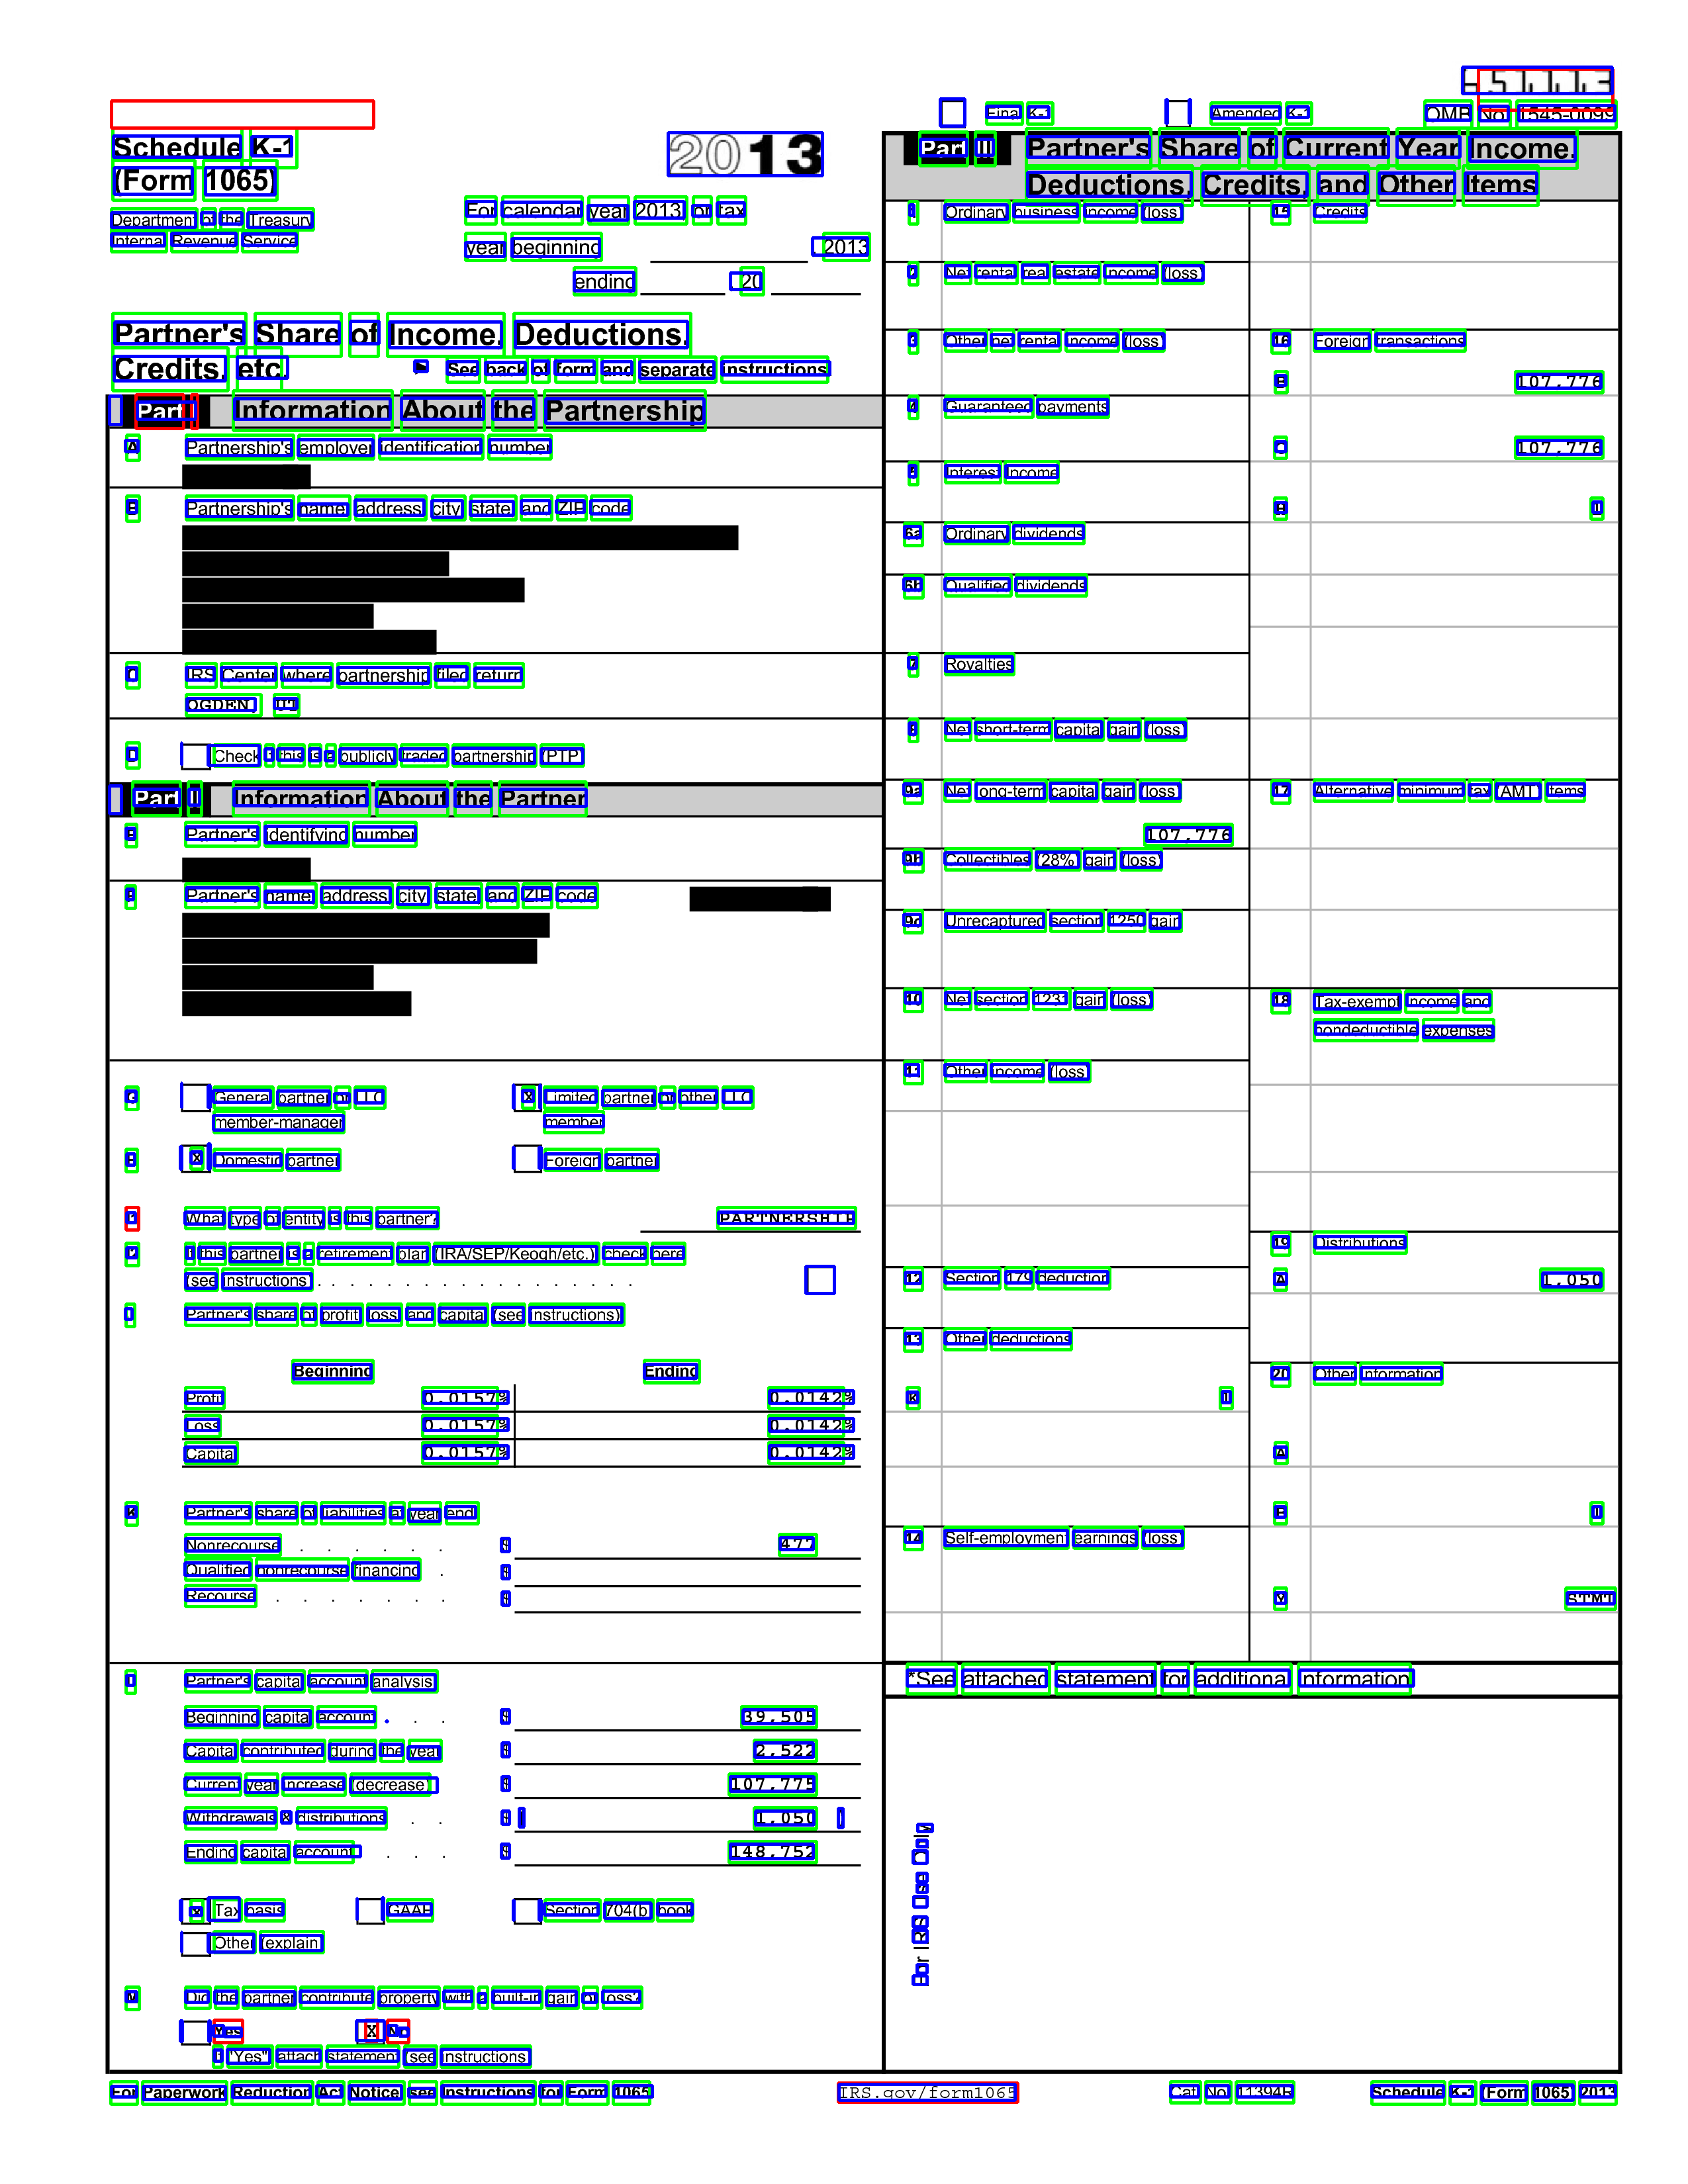 Final K-1 Amended K-1 OMB No. 1545-0099
Schedule K-1
(Form 1065)
2013
Department of the Treasury
Internal Revenue Service
For calendar year 2013, or tax
year beginning , 2013
ending , 20
Partner's Share of Income, Deductions,
Credits, etc. ► See back of form and separate instructions.
Part I Information About the Partnership
A Partnership's employer identification number
B Partnership's name, address, city, state, and ZIP code
C IRS Center where partnership filed return
OGDEN, UT
D Check if this is a publicly traded partnership (PTP)
Part II Information About the Partner
E Partner's identifying number
F Partner's name, address, city, state, and ZIP code
G General partner or LLC member-manager X Limited partner or other LLC member
H X Domestic partner Foreign partner
I1 What type of entity is this partner? PARTNERSHIP
I2 If this partner is a retirement plan (IRA/SEP/Keogh/etc.), check here
(see instructions) . . . . . . . . . . . . . . . . . .
J Partner's share of profit, loss, and capital (see instructions):
Beginning Ending
Profit 0.0157% 0.0142%
Loss 0.0157% 0.0142%
Capital 0.0157% 0.0142%
K Partner's share of liabilities at year end:
Nonrecourse . . . . . . $ 477
Qualified nonrecourse financing . $
Recourse . . . . . . . $
L Partner's capital account analysis:
Beginning capital account . . . $ 39,505
Capital contributed during the year $ 2,522
Current year increase (decrease) . $ 107,775
Withdrawals & distributions . . $ ( 1,050 )
Ending capital account . . . . $ 148,752
X Tax basis GAAP Section 704(b) book
Other (explain)
M Did the partner contribute property with a built-in gain or loss?
Yes X No
If "Yes", attach statement (see instructions)
Part III Partner's Share of Current Year Income,
Deductions, Credits, and Other Items
1 Ordinary business income (loss)
2 Net rental real estate income (loss)
3 Other net rental income (loss)
4 Guaranteed payments
5 Interest income
6a Ordinary dividends
6b Qualified dividends
7 Royalties
8 Net short-term capital gain (loss)
9a Net long-term capital gain (loss)
107,776
9b Collectibles (28%) gain (loss)
9c Unrecaptured section 1250 gain
10 Net section 1231 gain (loss)
11 Other income (loss)
12 Section 179 deduction
13 Other deductions
K
14 Self-employment earnings (loss)
15 Credits
16 Foreign transactions
B 107,776
C 107,776
17 Alternative minimum tax (AMT) items
18 Tax-exempt income and
nondeductible expenses
19 Distributions
A 1,050
20 Other information
A
B
Y STMT
*See attached statement for additional information.
For IRS Use Only
For Paperwork Reduction Act Notice, see Instructions for Form 1065. IRS.gov/form1065 Cat. No. 11394R Schedule K-1 (Form 1065) 2013